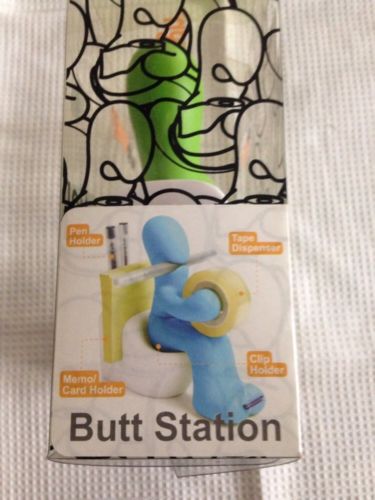 Pen
Holder
Tape
Dispenser
Clip
Holder
Memo/
Card Holder
Butt Station